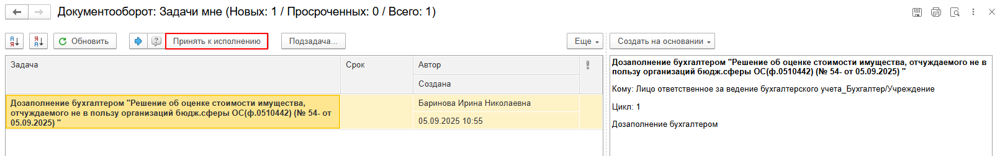 Документооборот: Задачи мне (Новых: 1 / Просроченных: 0 / Всего: 1)
Обновить
Принять к исполнению
Подзадача...
Еще
Создать на основании
Задача
Срок
Автор
Создана
Дозаполнение бухгалтером "Решение об оценке стоимости имущества,
отчуждаемого не в пользу организаций бюдж.сферы ОС(ф.0510442) (№ 54- от
05.09.2025) "
Баринова Ирина Николаевна
05.09.2025 10:55
Дозаполнение бухгалтером "Решение об оценке стоимости имущества, отчуждаемого не в
пользу организаций бюдж.сферы ОС(ф.0510442) (№ 54- от 05.09.2025) "
Кому: Лицо ответственное за ведение бухгалтерского учета_Бухгалтер/Учреждение
Цикл: 1
Дозаполнение бухгалтером